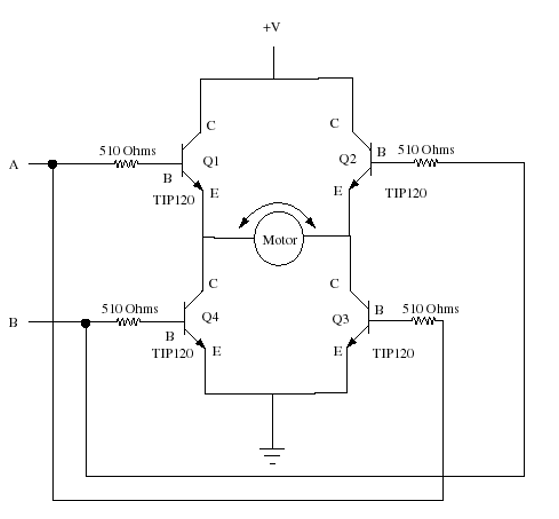 +V
C
C
A
510 Ohms
Q1
Q2
B
510 Ohms
B
E
E
TIP120
TIP120
Motor
C
C
B
510 Ohms
Q4
Q3
B
510 Ohms
B
E
E
TIP120
TIP120